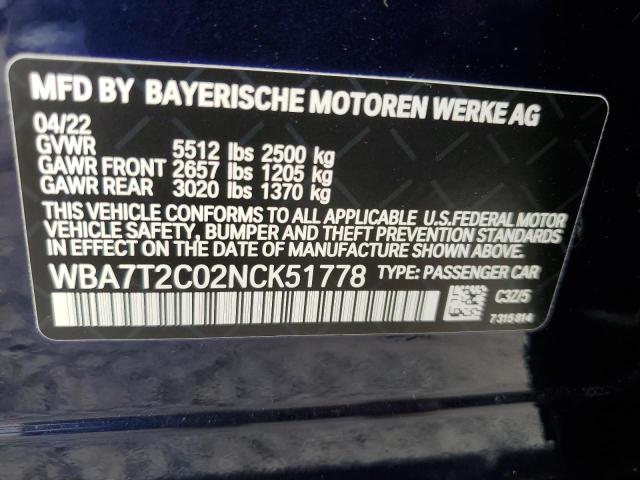 MFD BY BAYERISCHE MOTOREN WERKE AG
04/22
GVWR 5512 lbs 2500 kg
GAWR FRONT 2657 lbs 1205 kg
GAWR REAR 3020 lbs 1370 kg
THIS VEHICLE CONFORMS TO ALL APPLICABLE U.S.FEDERAL MOTOR
VEHICLE SAFETY, BUMPER AND THEFT PREVENTION STANDARDS
IN EFFECT ON THE DATE OF MANUFACTURE SHOWN ABOVE.
WBA7T2C02NCK51778 TYPE: PASSENGER CAR
C3Z/5
7 315 814